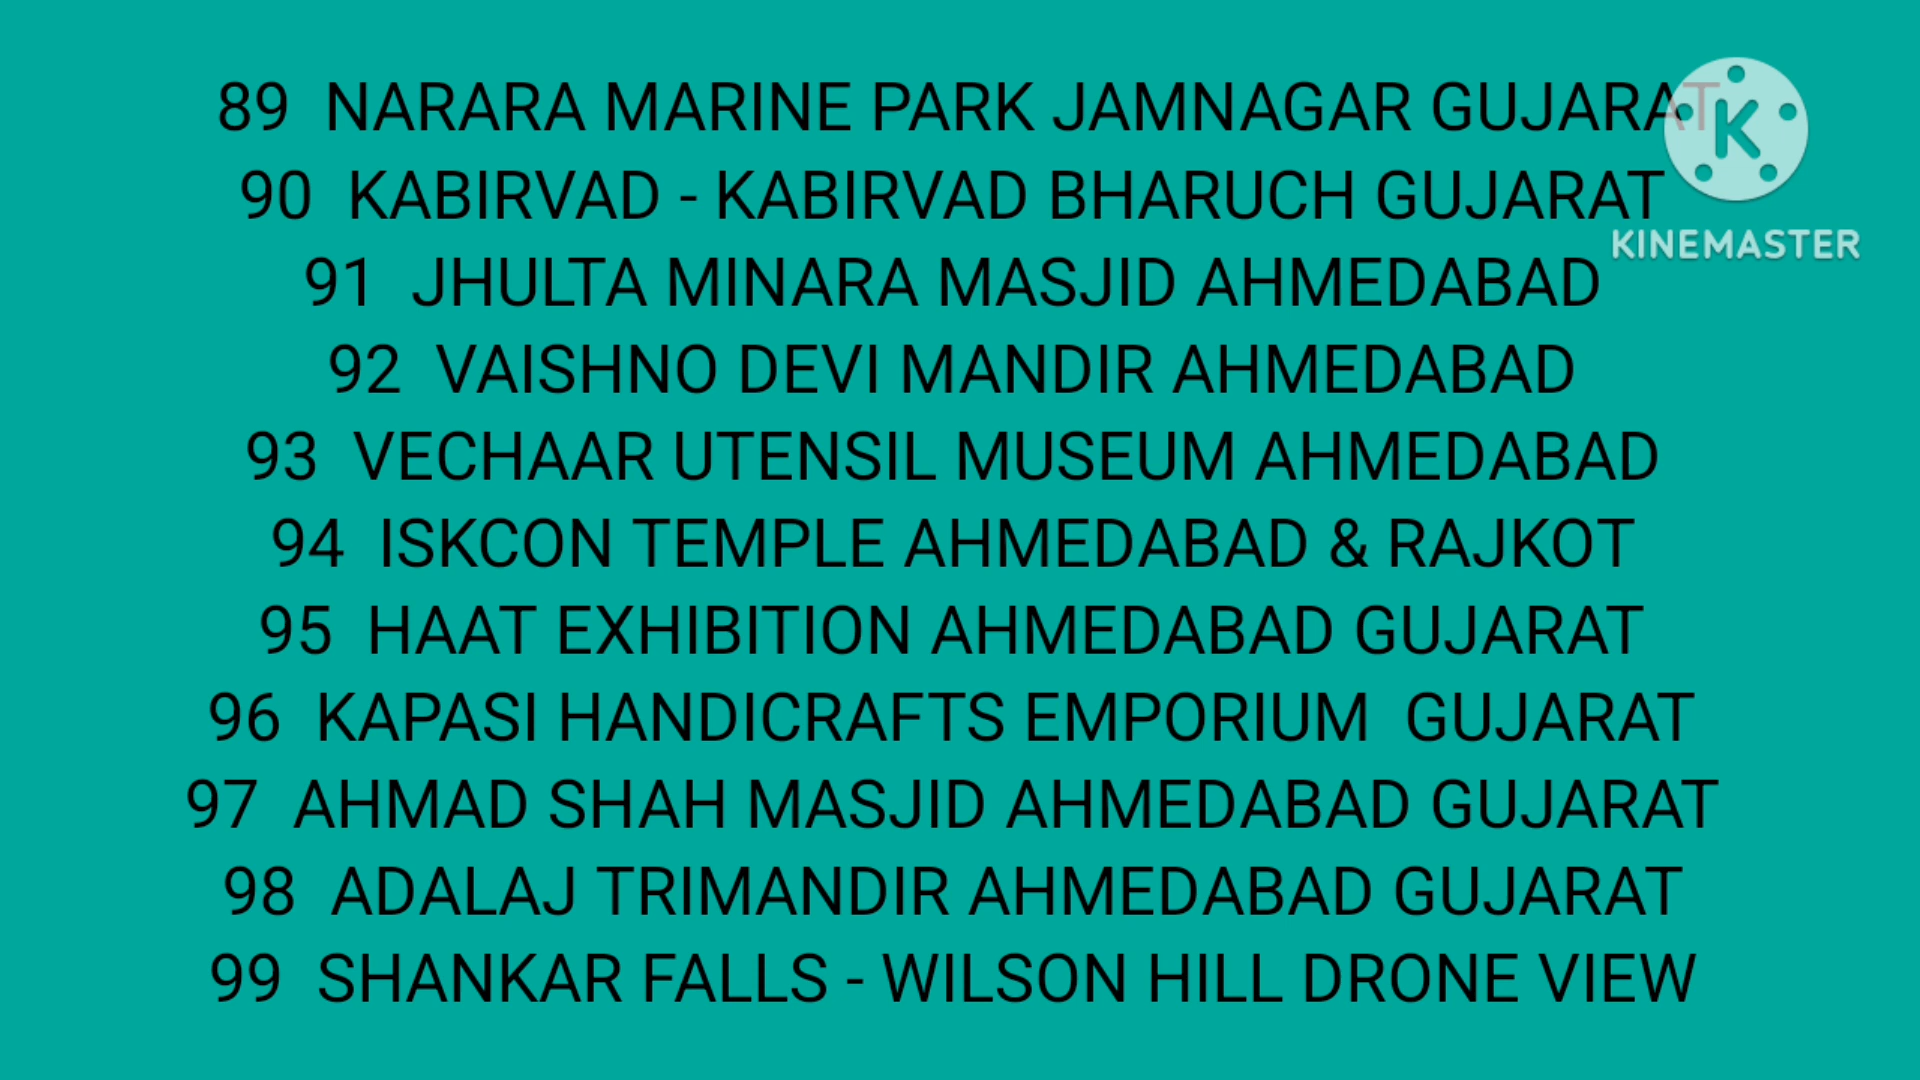 89  NARARA MARINE PARK JAMNAGAR GUJARAT
90  KABIRVAD - KABIRVAD BHARUCH GUJARAT
KINEMASTER
91  JHULTA MINARA MASJID AHMEDABAD
92  VAISHNO DEVI MANDIR AHMEDABAD
93  VECHAAR UTENSIL MUSEUM AHMEDABAD
94  ISKCON TEMPLE AHMEDABAD & RAJKOT
95  HAAT EXHIBITION AHMEDABAD GUJARAT
96  KAPASI HANDICRAFTS EMPORIUM  GUJARAT
97  AHMAD SHAH MASJID AHMEDABAD GUJARAT
98  ADALAJ TRIMANDIR AHMEDABAD GUJARAT
99  SHANKAR FALLS - WILSON HILL DRONE VIEW